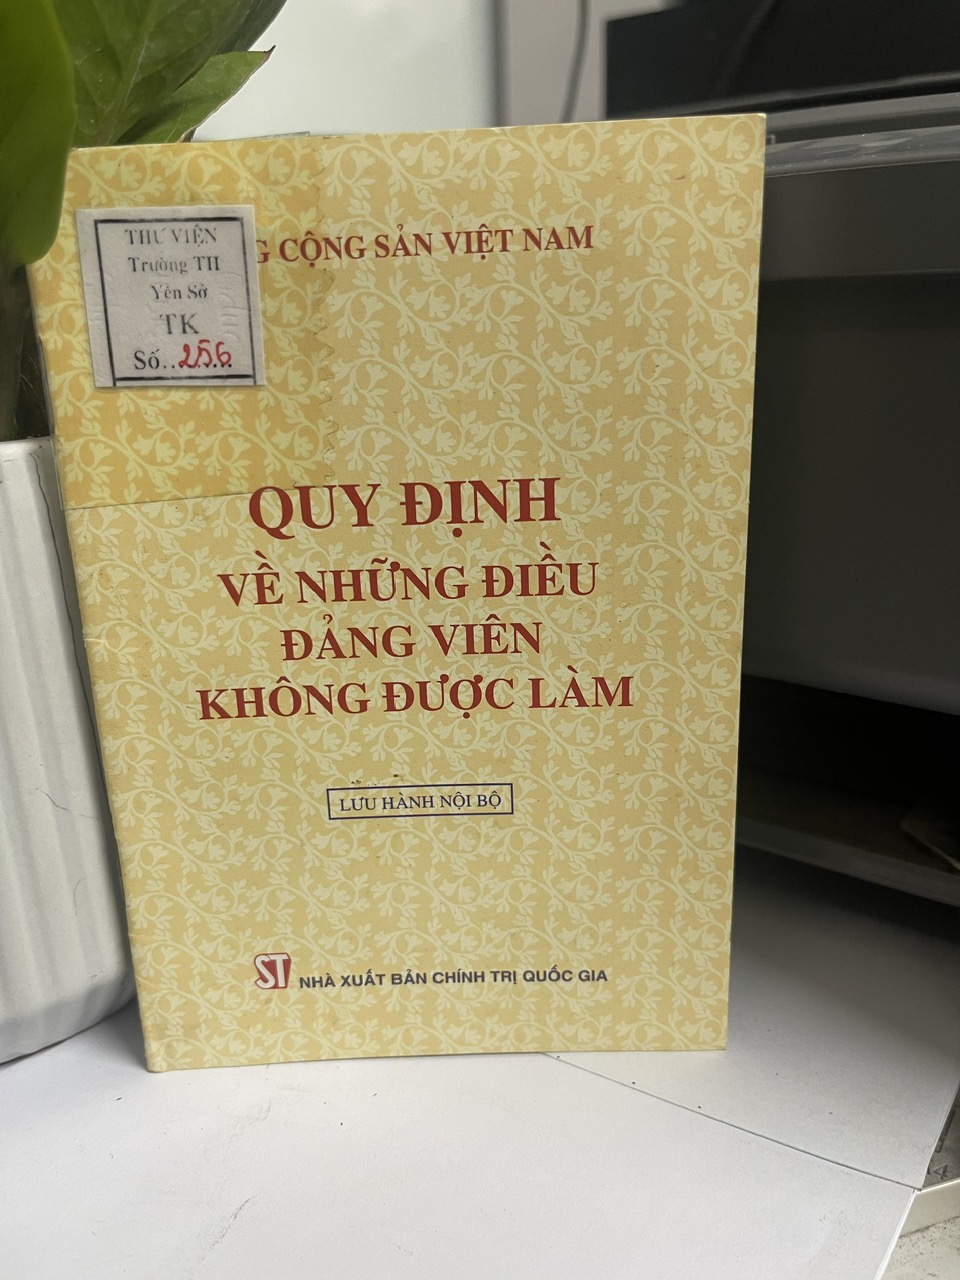 THƯ VIỆN
Trường TH
Yên Sở
TK
Số..256
G CỘNG SẢN VIỆT NAM
QUY ĐỊNH
VỀ NHỮNG ĐIỀU
ĐẢNG VIÊN
KHÔNG ĐƯỢC LÀM
LƯU HÀNH NỘI BỘ
ST NHÀ XUẤT BẢN CHÍNH TRỊ QUỐC GIA